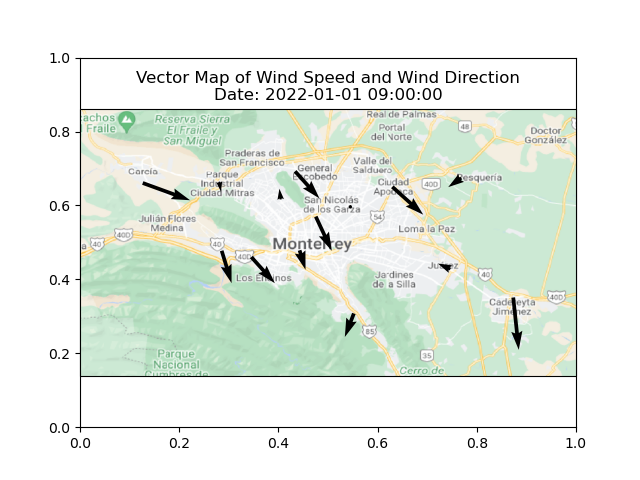 Vector Map of Wind Speed and Wind Direction
Date: 2022-01-01 09:00:00
1.0
0.8
0.6
0.4
0.2
0.0
0.0 0.2 0.4 0.6 0.8 1.0
achos
Fraile
Reserva Sierra
El Fraile y
San Miguel
Real de Palmas
48
Portal
del Norte
Doctor
González
Praderas de
San Francisco
García
Parque
Industrial
Ciudad Mitras
General
Escobedo
Valle del
Salduero
Ciudad
Apodaca
40D
Pesquería
San Nicolás
de los Garza
54
Julián Flores
Medina
Loma la Paz
40
40D
40
40D
Monterrey
Los Encinos
Jardines
de a Silla
Juárez
40
Cadereyta
Jiménez
40D
85
35
Parque
Nacional
Cumbres de
Cerro de